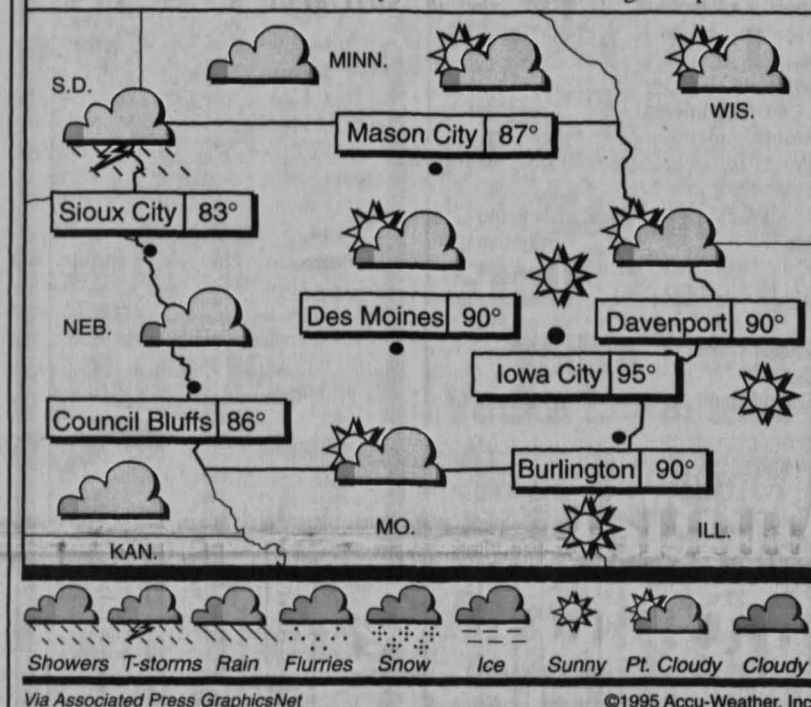 MINN.
S.D.
WIS.
Mason City 87°
Sioux City 83°
NEB.
Des Moines 90°
Davenport 90°
Iowa City 95°
Council Bluffs 86°
Burlington 90°
MO.
ILL.
KAN.
Showers T-storms Rain Flurries Snow Ice Sunny Pt. Cloudy Cloudy
Via Associated Press GraphicsNet ©1995 Accu-Weather, Inc